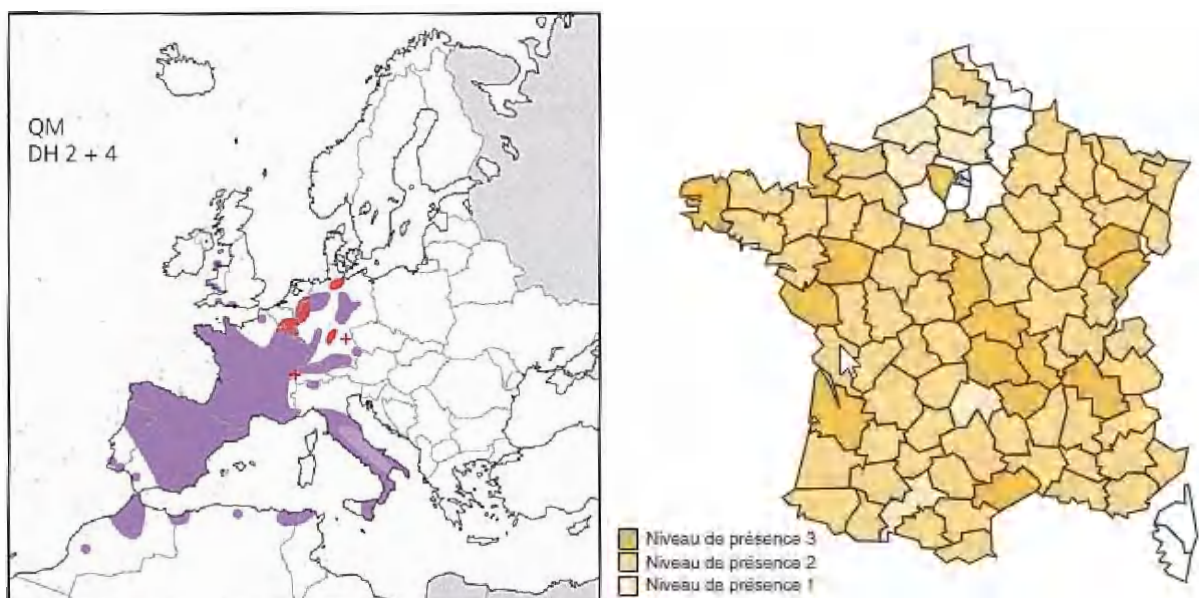 QM
DH 2 + 4
Niveau de présence 3
Niveau de présence 2
Niveau de présence 1